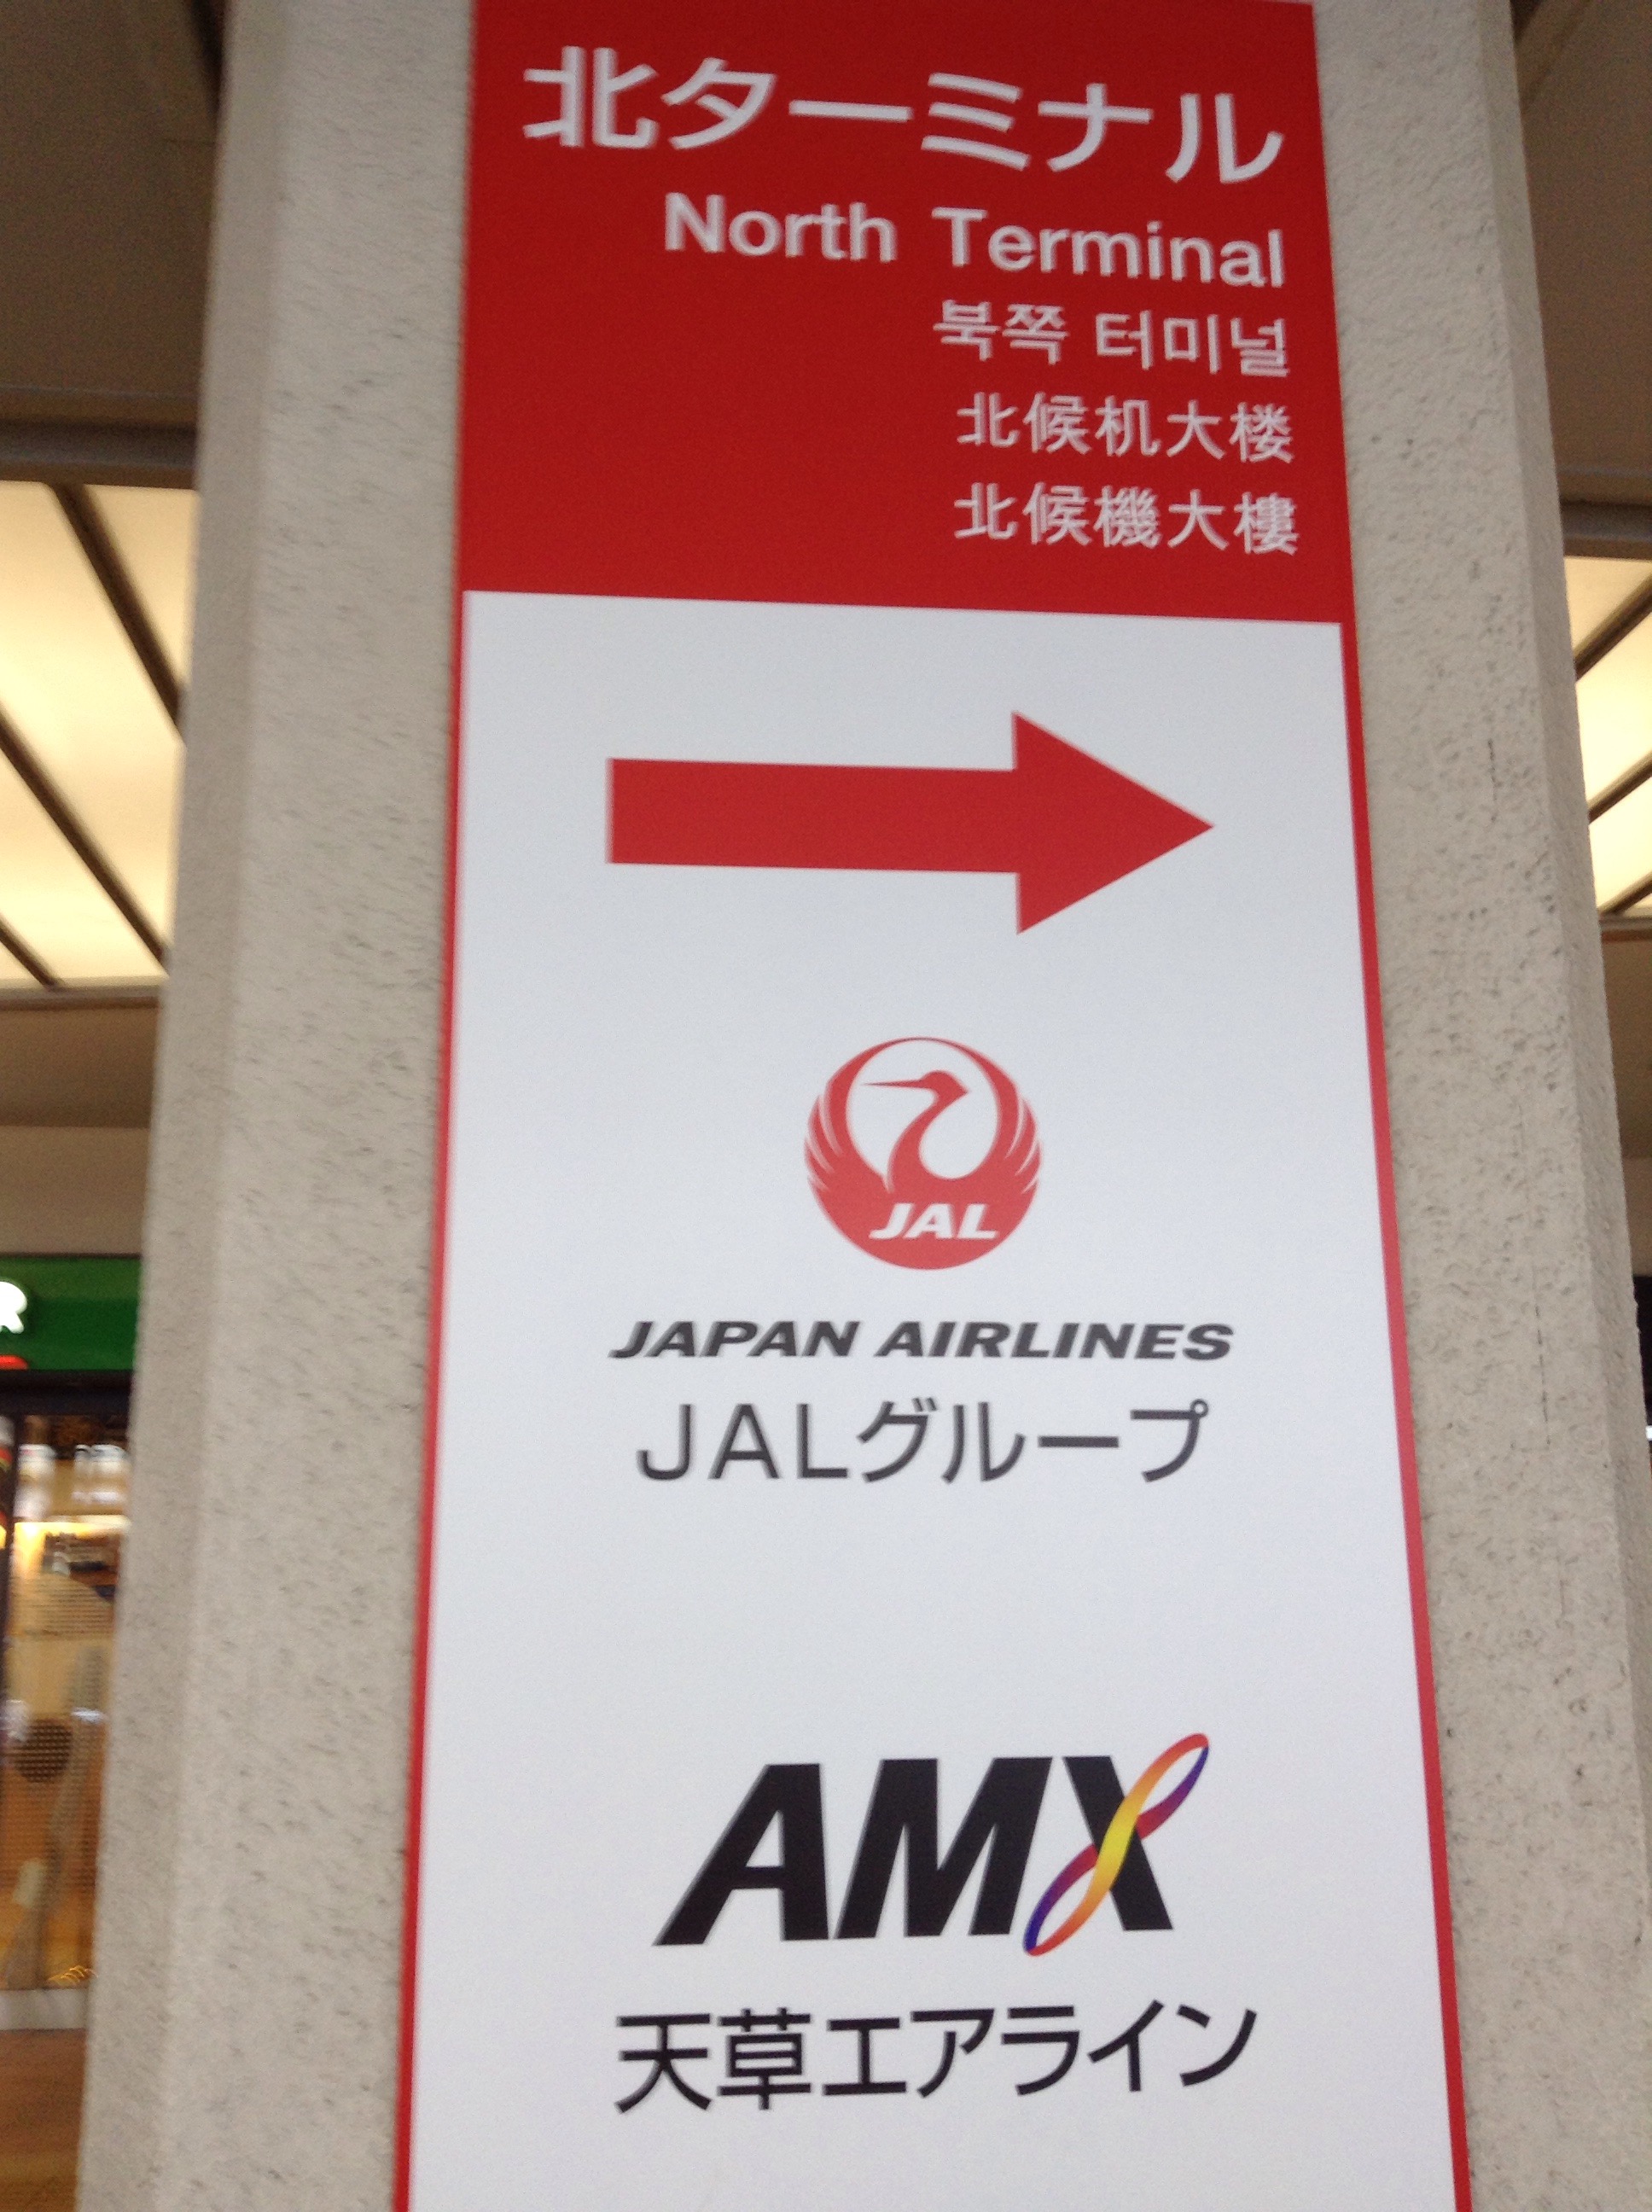 北ターミナル
North Terminal
북쪽 터미널
北候机大楼
北候機大樓
JAL
JAPAN AIRLINES
JALグループ
AMX
天草エアライン